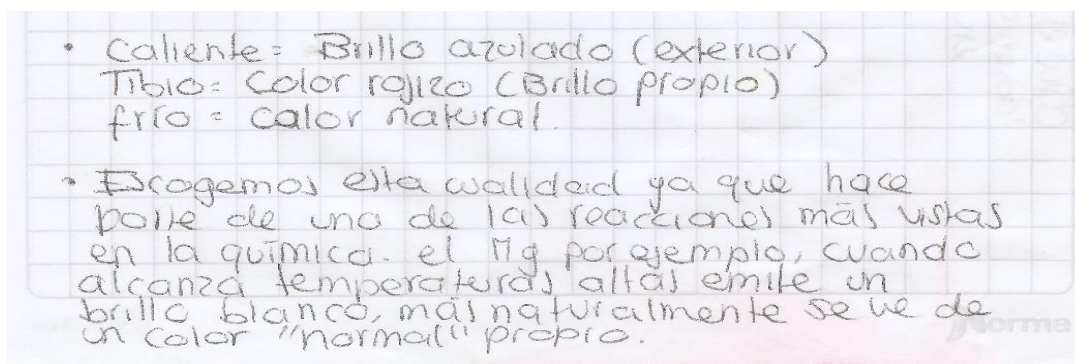 • Caliente = Brillo azulado (exterior)
Tibio = Color rojizo (Brillo propio)
frío = calor natural.
• Escogemos esta cualidad ya que hace
parte de una de las reacciones más vistas
en la química. el Mg por ejemplo, cuando
alcanza temperaturas altas emite un
brillo blanco, más naturalmente se ve de
un color "normal" propio.
Norma